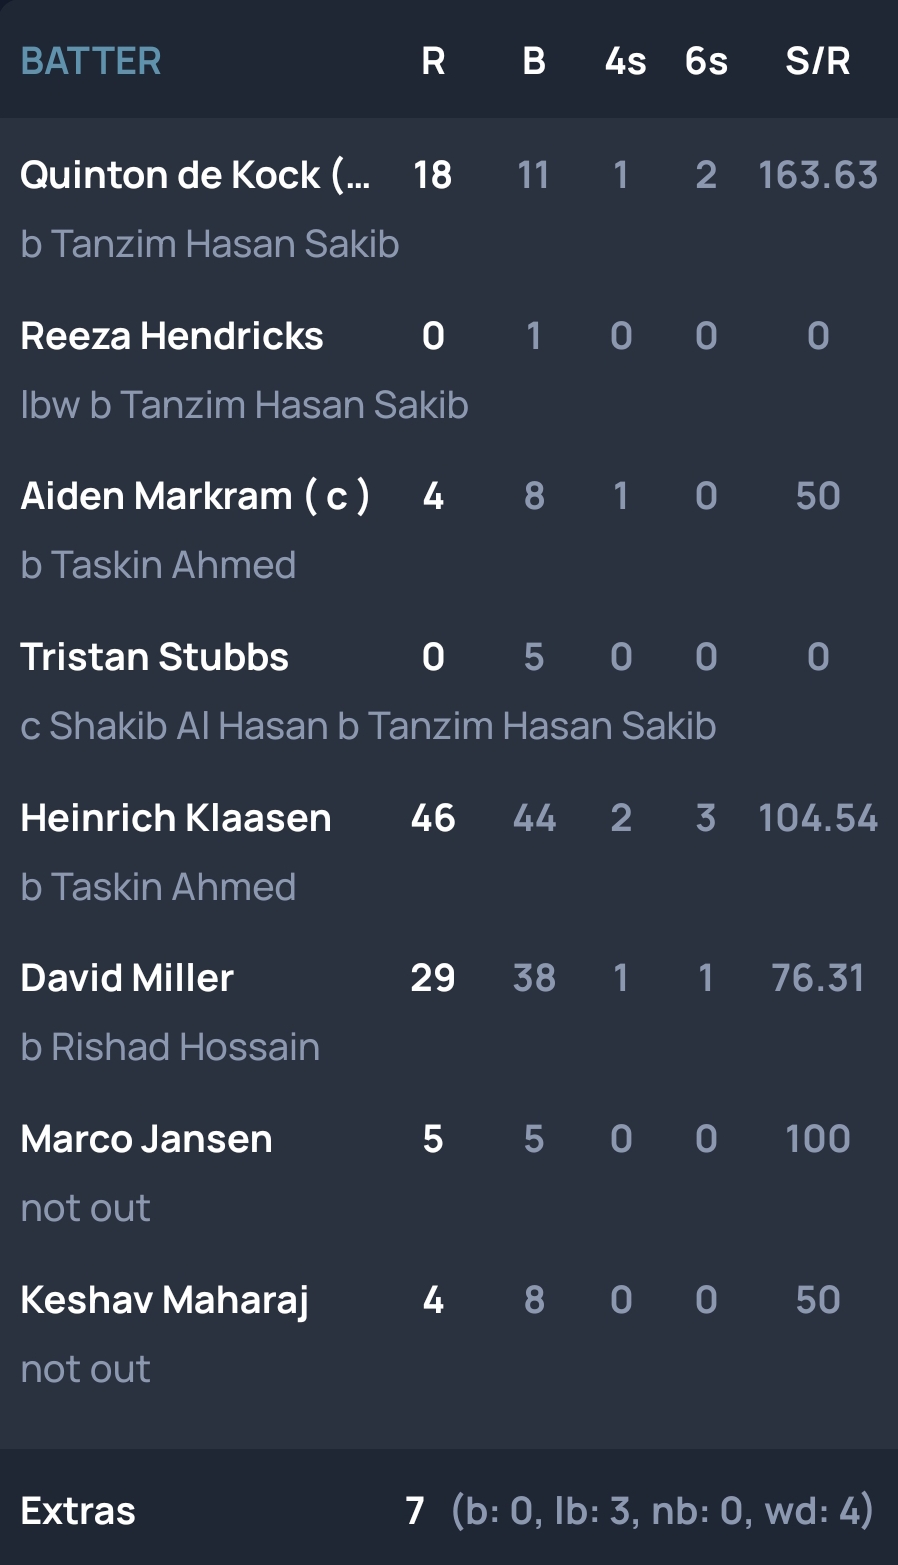 BATTER R B 4s 6s S/R
Quinton de Kock (... 18 11 1 2 163.63
b Tanzim Hasan Sakib
Reeza Hendricks 0 1 0 0 0
lbw b Tanzim Hasan Sakib
Aiden Markram ( c ) 4 8 1 0 50
b Taskin Ahmed
Tristan Stubbs 0 5 0 0 0
c Shakib Al Hasan b Tanzim Hasan Sakib
Heinrich Klaasen 46 44 2 3 104.54
b Taskin Ahmed
David Miller 29 38 1 1 76.31
b Rishad Hossain
Marco Jansen 5 5 0 0 100
not out
Keshav Maharaj 4 8 0 0 50
not out
Extras 7 (b: 0, lb: 3, nb: 0, wd: 4)